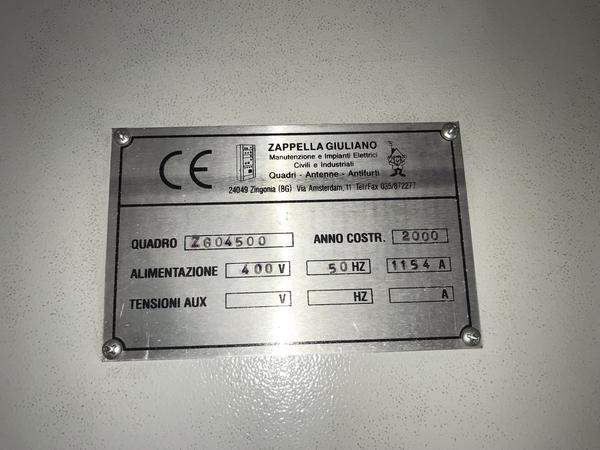 CE
ZAPPELLA GIULIANO
Manutenzione e Impianti Elettrici
Civili e Industriali
Quadri - Antenne - Antifurti
24049 Zingonia (BG) Via Amsterdam, 11 Tel/Fax 035/872277
QUADRO ZG04500 ANNO COSTR. 2000
ALIMENTAZIONE 400 V 50 HZ 1154 A
TENSIONI AUX V HZ A